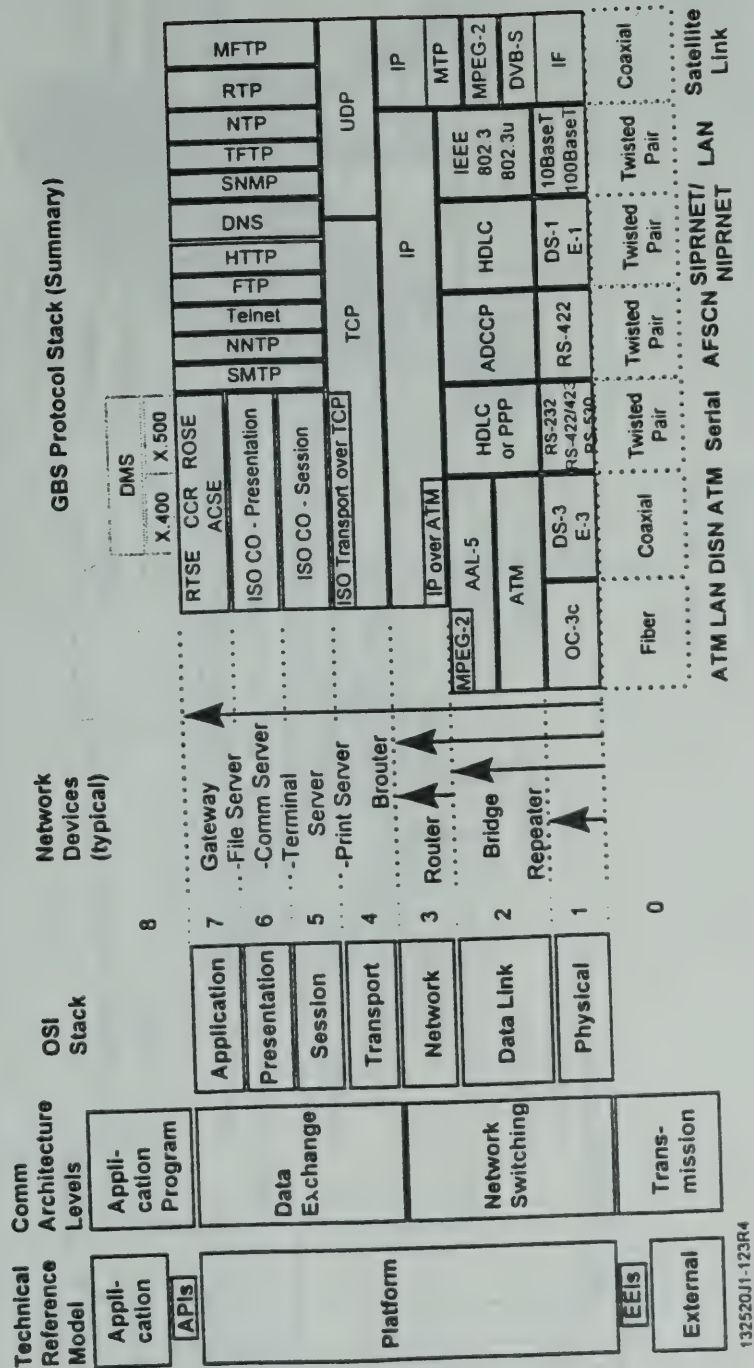 GBS Protocol Stack (Summary)
Technical
Reference
Model
Comm
Architecture
Levels
OSI
Stack
Network
Devices
(typical)
Appli-
cation
APIs
Platform
EEIs
External
Appli-
cation
Program
Data
Exchange
Network
Switching
Trans-
mission
8
Application
7
Presentation
6
Session
5
Transport
4
Network
3
Data Link
2
Physical
1
0
Gateway
-File Server
-Comm Server
-Terminal
Server
-Print Server
Brouter
Router
Bridge
Repeater
DMS
X.400
X.500
RTSE CCR ROSE
ACSE
ISO CO - Presentation
ISO CO - Session
ISO Transport over TCP
SMTP
NNTP
Telnet
FTP
HTTP
DNS
SNMP
TFTP
NTP
RTP
MFTP
TCP
UDP
IP over ATM
IP
IP
MTP
MPEG-2
DVB-S
IF
MPEG-2
AAL-5
ATM
HDLC
or PPP
ADCCP
HDLC
IEEE
802.3
802.3u
OC-3c
DS-3
E-3
RS-232
RS-422/423
RS-530
RS-422
DS-1
E-1
10BaseT
100BaseT
Fiber
Coaxial
Twisted
Pair
Twisted
Pair
Twisted
Pair
Twisted
Pair
Coaxial
ATM LAN
DISN ATM
Serial
AFSCN
SIPRNET/
NIPRNET
LAN
Satellite
Link
132520J1-123R4